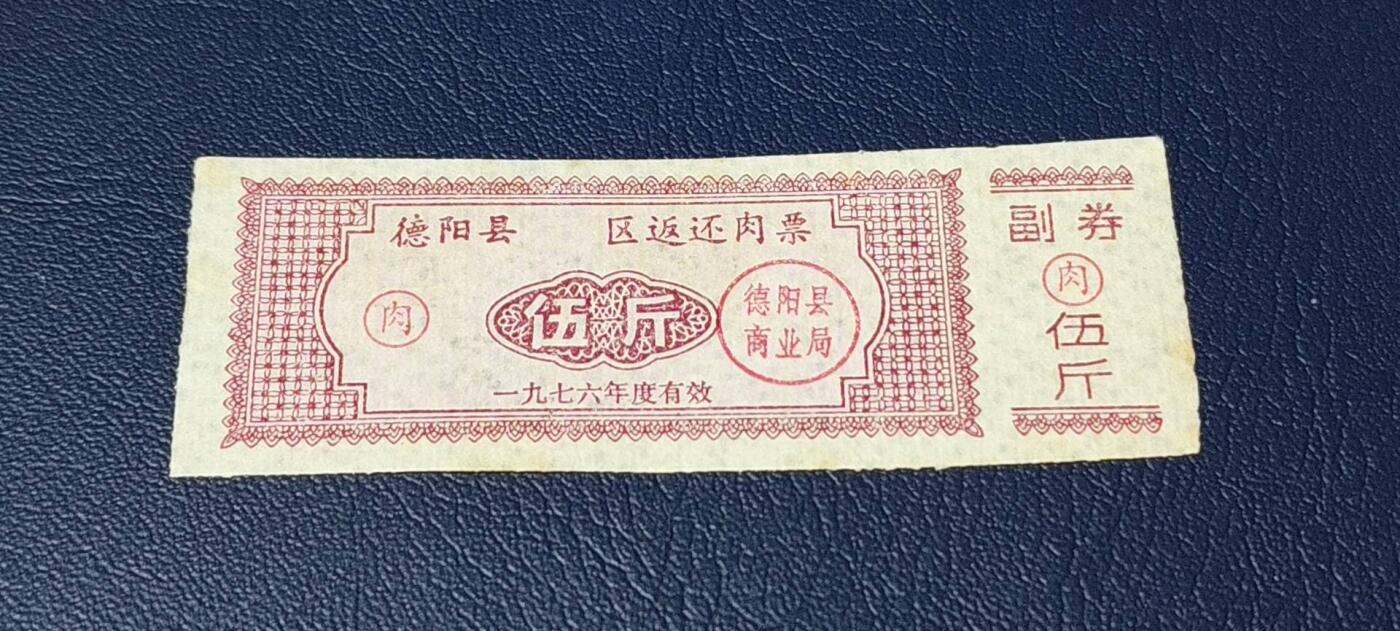 德阳县 区返还肉票
肉
伍斤
德阳县
商业局
一九七六年度有效
副券
肉
伍
斤